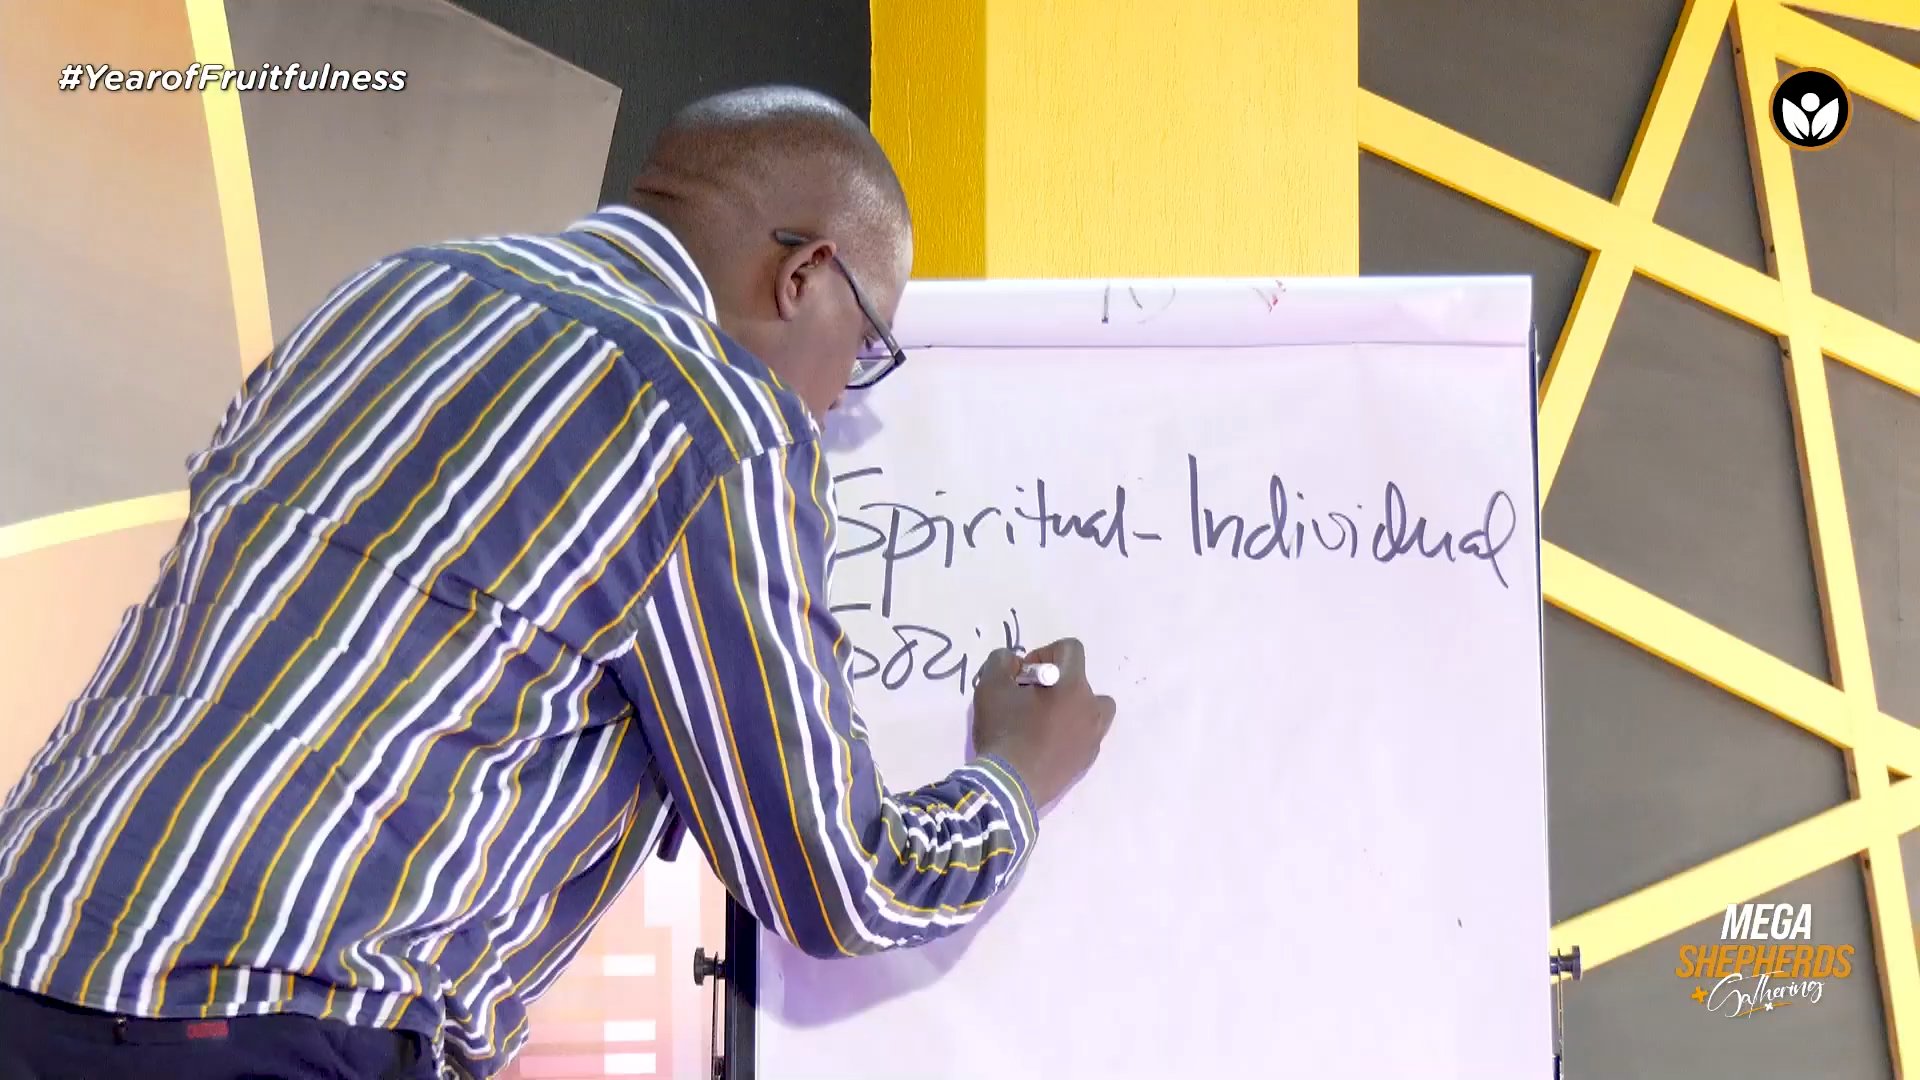 #YearofFruitfulness
Spiritual - Individual
MEGA
SHEPHERDS
Gathering